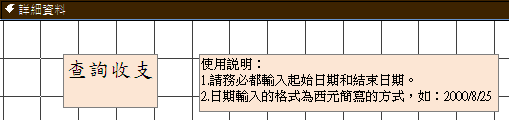 詳細資料
查詢收支
使用説明：
1.請務必都輸入起始日期和結束日期。
2.日期輸入的格式為西元簡寫的方式，如：2000/8/25